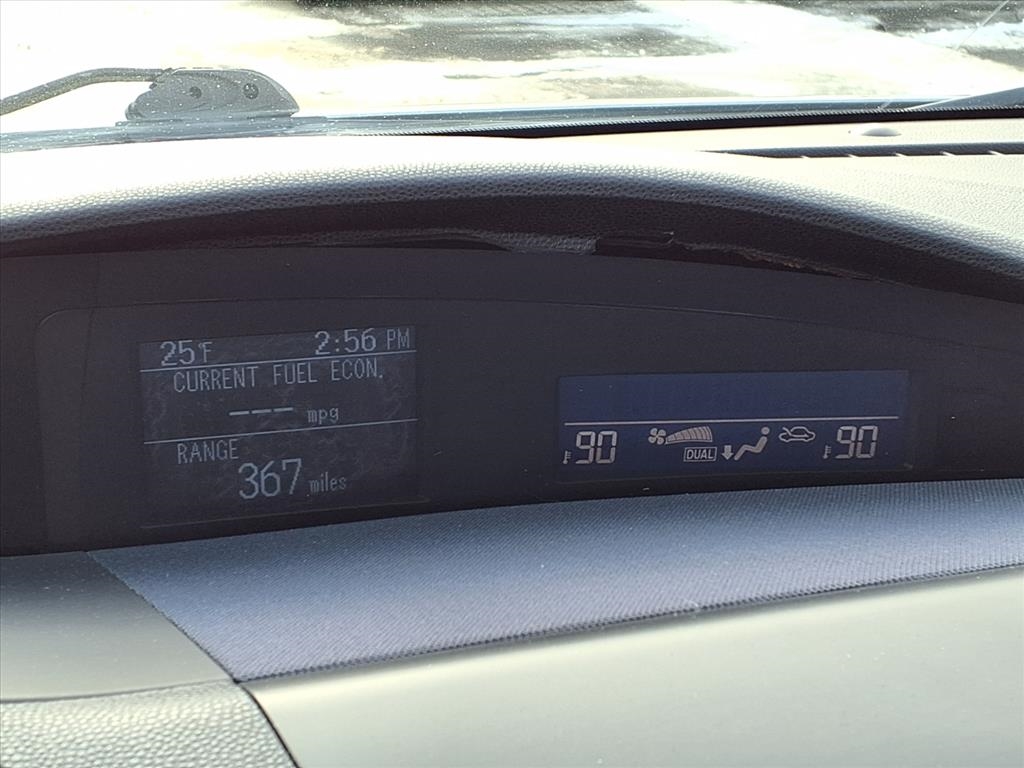 25°F 2:56 PM
CURRENT FUEL ECON.
--- mpg
RANGE
367 miles
90 DUAL 90